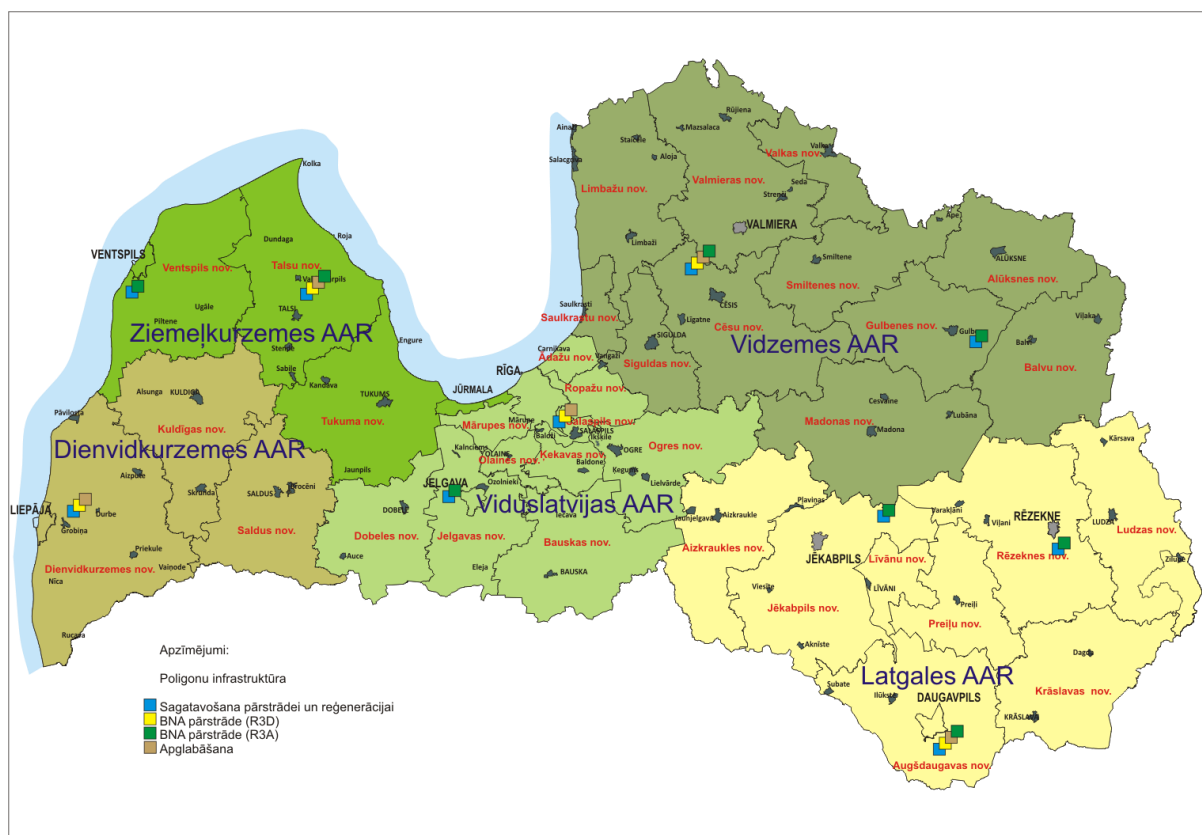 Rūjiena
Mazsalaca
Staicele
Aloja
Valkas nov.
Salacgrīva
Limbažu nov.
Valmieras nov.
Seda
Strenči
Kolka
Limbaži
VALMIERA
Ape
Dundaga
Roja
VENTSPILS
Ventspils nov.
Talsu nov.
Smiltene
ALŪKSNE
Alūksnes nov.
Smiltenes nov.
CĒSIS
Ugāle
Piltene
TALSI
Ziemeļkurzemes AAR
Saulkrasti
Saulkrastu nov.
Līgatne
Cēsu nov.
Gulbenes nov.
Viļaka
Balvi
Balvu nov.
Vidzemes AAR
SIGULDA
Siguldas nov.
Engure
Stende
Sabile
Kandava
Carnikava
Ādažu nov.
RĪGA
Ropažu nov.
JŪRMALA
Alsunga
KULDĪGA
TUKUMS
Tukuma nov.
Cesvaine
Lubāna
Madonas nov.
Madona
Pāvilosta
Kuldīgas nov.
Mārupe
Mārupes nov.
Baloži
Ikšķile
OGRE
Ogres nov.
Kārsava
Dienvidkurzemes AAR
Aizpute
Jaunpils
Kalnciems
Olaines nov.
Ķekavas nov.
Baldone
Ķegums
Lielvārde
Skrunda
SALDUS
Brocēni
JELGAVA
Ozolnieki
Viduslatvijas AAR
Iecava
LIEPĀJA
Grobiņa
Durbe
DOBELE
Jaunjelgava
Aizkraukle
Pļaviņas
Varakļāni
Viļāni
RĒZEKNE
LUDZA
Ludzas nov.
Saldus nov.
Dobeles nov.
Jelgavas nov.
Bauskas nov.
Aizkraukles nov.
JĒKABPILS
Līvānu nov.
Rēzeknes nov.
Zilupe
Priekule
Vaiņode
Auce
Eleja
BAUSKA
Dienvidkurzemes nov.
Nīca
Viesīte
LĪVĀNI
Jēkabpils nov.
Preiļi
Preiļu nov.
Rucava
Aknīste
Dagda
Apzīmējumi:
Poligonu infrastruktūra
Sagatavošana pārstrādei un reģenerācijai
BNA pārstrāde (R3D)
BNA pārstrāde (R3A)
Apglabāšana
Latgales AAR
Subate
Ilūkste
DAUGAVPILS
Krāslavas nov.
KRĀSLAVA
Augšdaugavas nov.